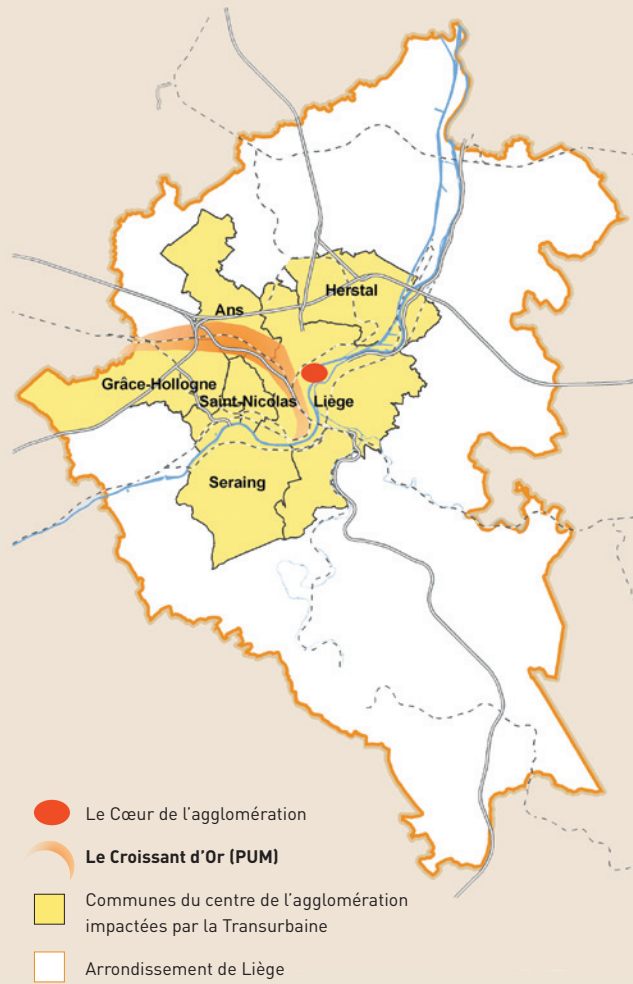 Herstal
Ans
Grâce-Hollogne
Saint-Nicolas
Liège
Seraing
Le Cœur de l'agglomération
Le Croissant d'Or (PUM)
Communes du centre de l'agglomération
impactées par la Transurbaine
Arrondissement de Liège